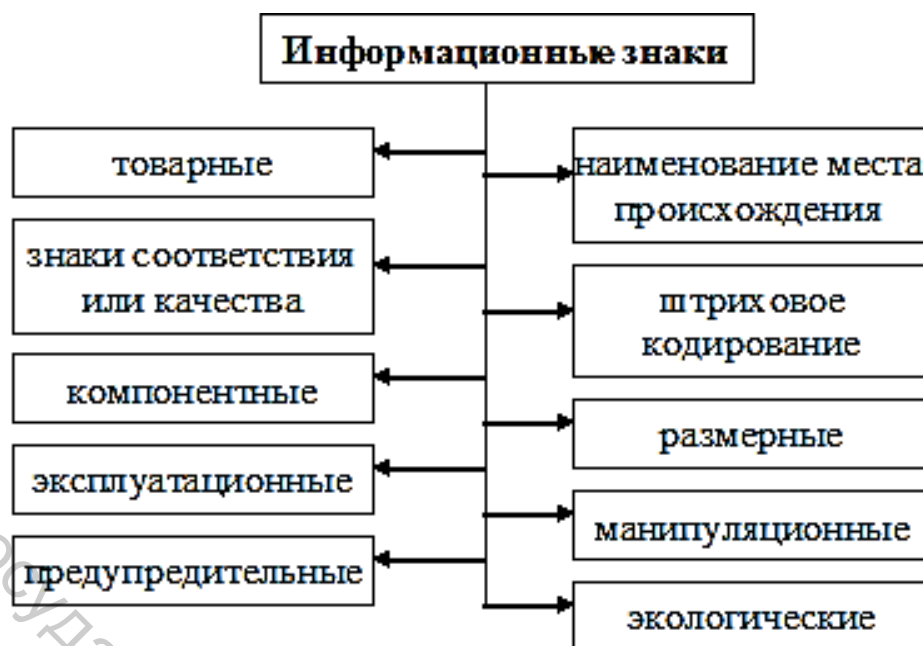 Информационные знаки
товарные
знаки соответствия
или качества
компонентные
эксплуатационные
предупредительные
наименование места
происхождения
штриховое
кодирование
размерные
манипуляционные
экологические